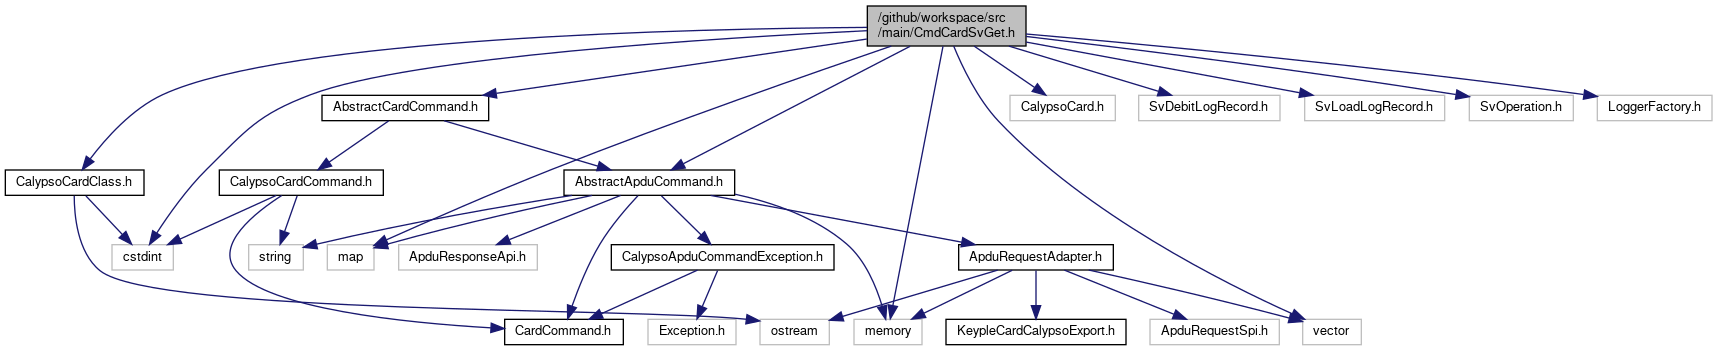 /github/workspace/src
/main/CmdCardSvGet.h
AbstractCardCommand.h
CalypsoCard.h
SvDebitLogRecord.h
SvLoadLogRecord.h
SvOperation.h
LoggerFactory.h
CalypsoCardClass.h
CalypsoCardCommand.h
AbstractApduCommand.h
cstdint
string
map
ApduResponseApi.h
CalypsoApduCommandException.h
ApduRequestAdapter.h
CardCommand.h
Exception.h
ostream
memory
KeypleCardCalypsoExport.h
ApduRequestSpi.h
vector